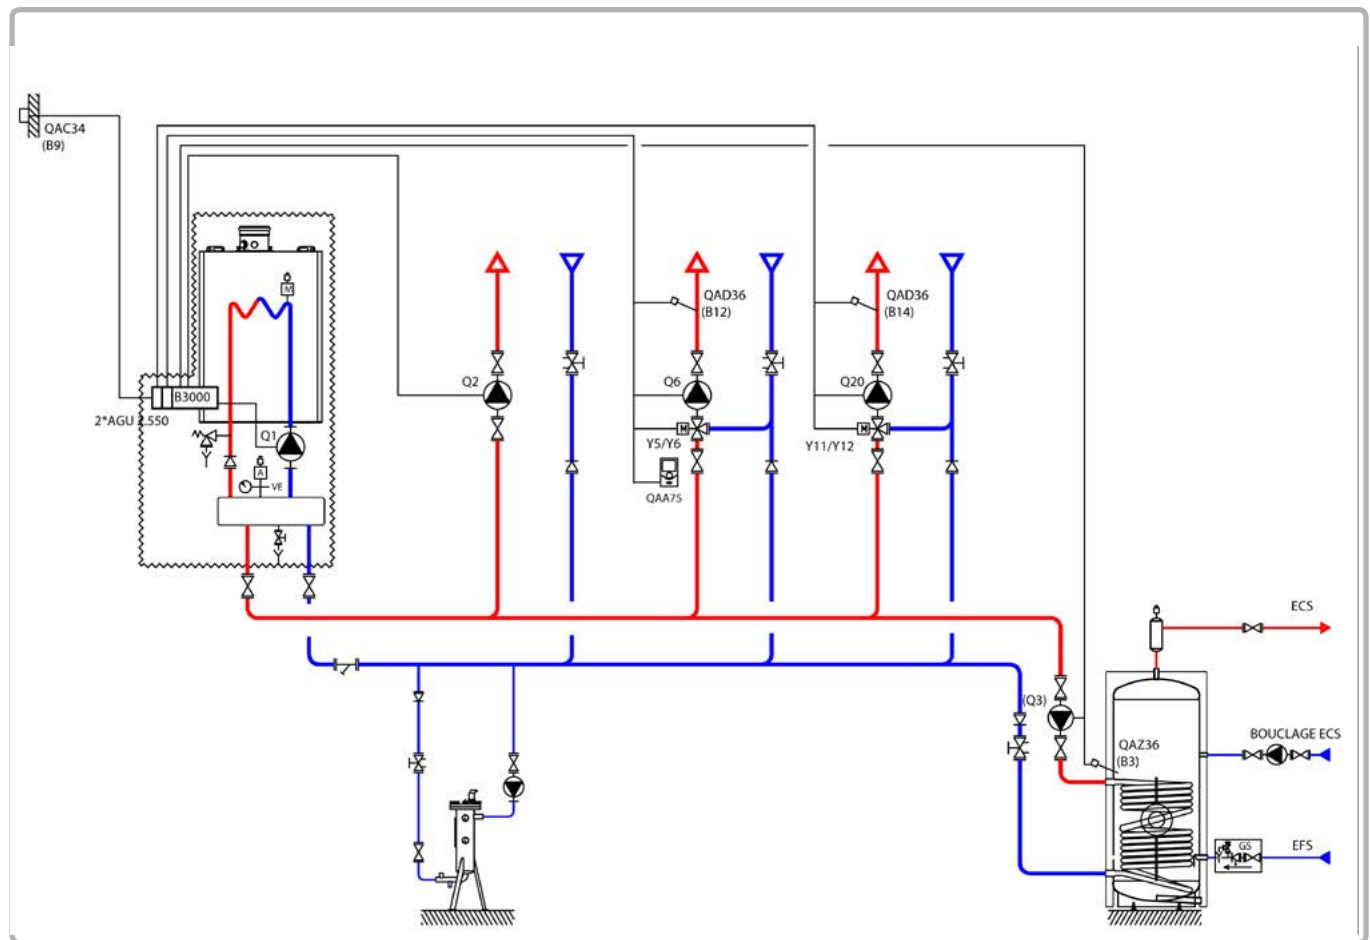 QAC34
(B9)
QAD36
(B12)
QAD36
(B14)
M
B3000
Q2
Q6
Q20
2*AGU 2.550
Q1
M
M
Y5/Y6
Y11/Y12
A
VE
QAA75
ECS
(Q3)
BOUCLAGE ECS
QAZ36
(B3)
GS
EFS